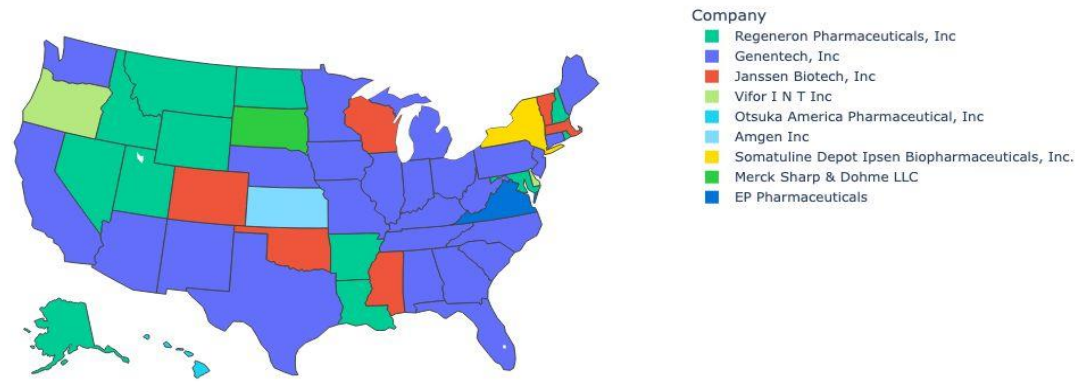 Company
Regeneron Pharmaceuticals, Inc
Genentech, Inc
Janssen Biotech, Inc
Vifor I N T Inc
Otsuka America Pharmaceutical, Inc
Amgen Inc
Somatuline Depot Ipsen Biopharmaceuticals, Inc.
Merck Sharp & Dohme LLC
EP Pharmaceuticals